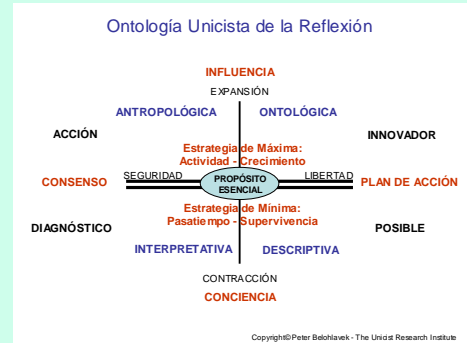 Ontología Unicista de la Reflexión
INFLUENCIA
EXPANSIÓN
ANTROPOLÓGICA ONTOLÓGICA
ACCIÓN INNOVADOR
Estrategia de Máxima:
Actividad - Crecimiento
CONSENSO SEGURIDAD PROPÓSITO ESENCIAL LIBERTAD PLAN DE ACCIÓN
Estrategia de Mínima:
Pasatiempo - Supervivencia
DIAGNÓSTICO POSIBLE
INTERPRETATIVA DESCRIPTIVA
CONTRACCIÓN
CONCIENCIA
Copyright© Peter Belohlavek - The Unicist Research Institute